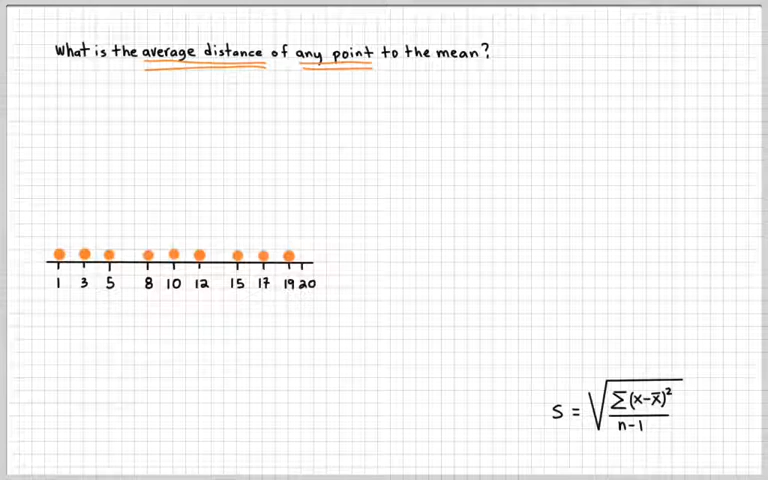 What is the average distance of any point to the mean?
1 3 5 8 10 12 15 17 19 20
S = √(∑(x-x̄)²
n-1)